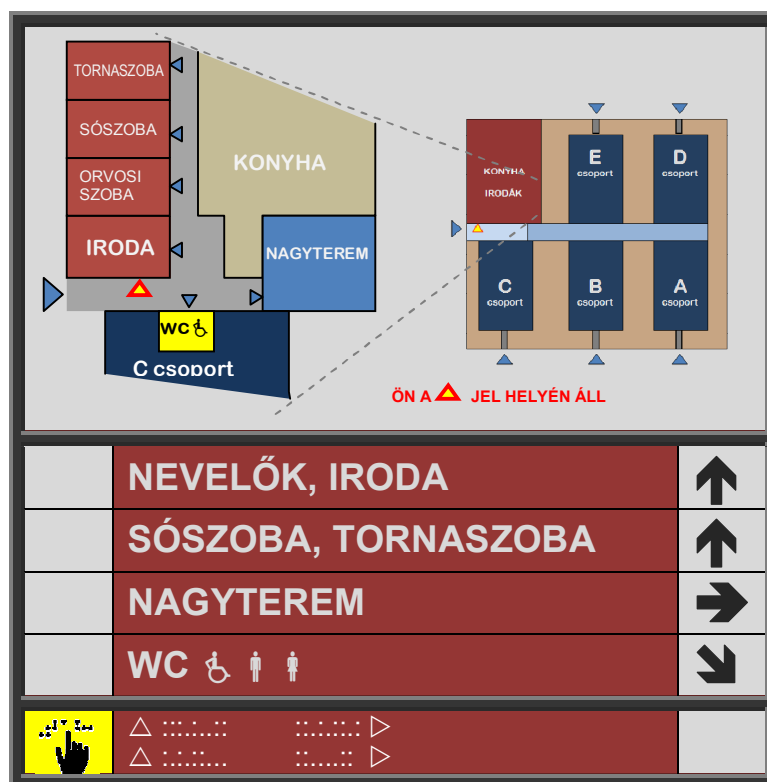 TORNASZOBA
SÓSZOBA
ORVOSI
SZOBA
IRODA
KONYHA
NAGYTEREM
WC
C csoport
KONYHA
IRODÁK
E
csoport
D
csoport
C
csoport
B
csoport
A
csoport
ÖN A JEL HELYÉN ÁLL
NEVELŐK, IRODA
SÓSZOBA, TORNASZOBA
NAGYTEREM
WC